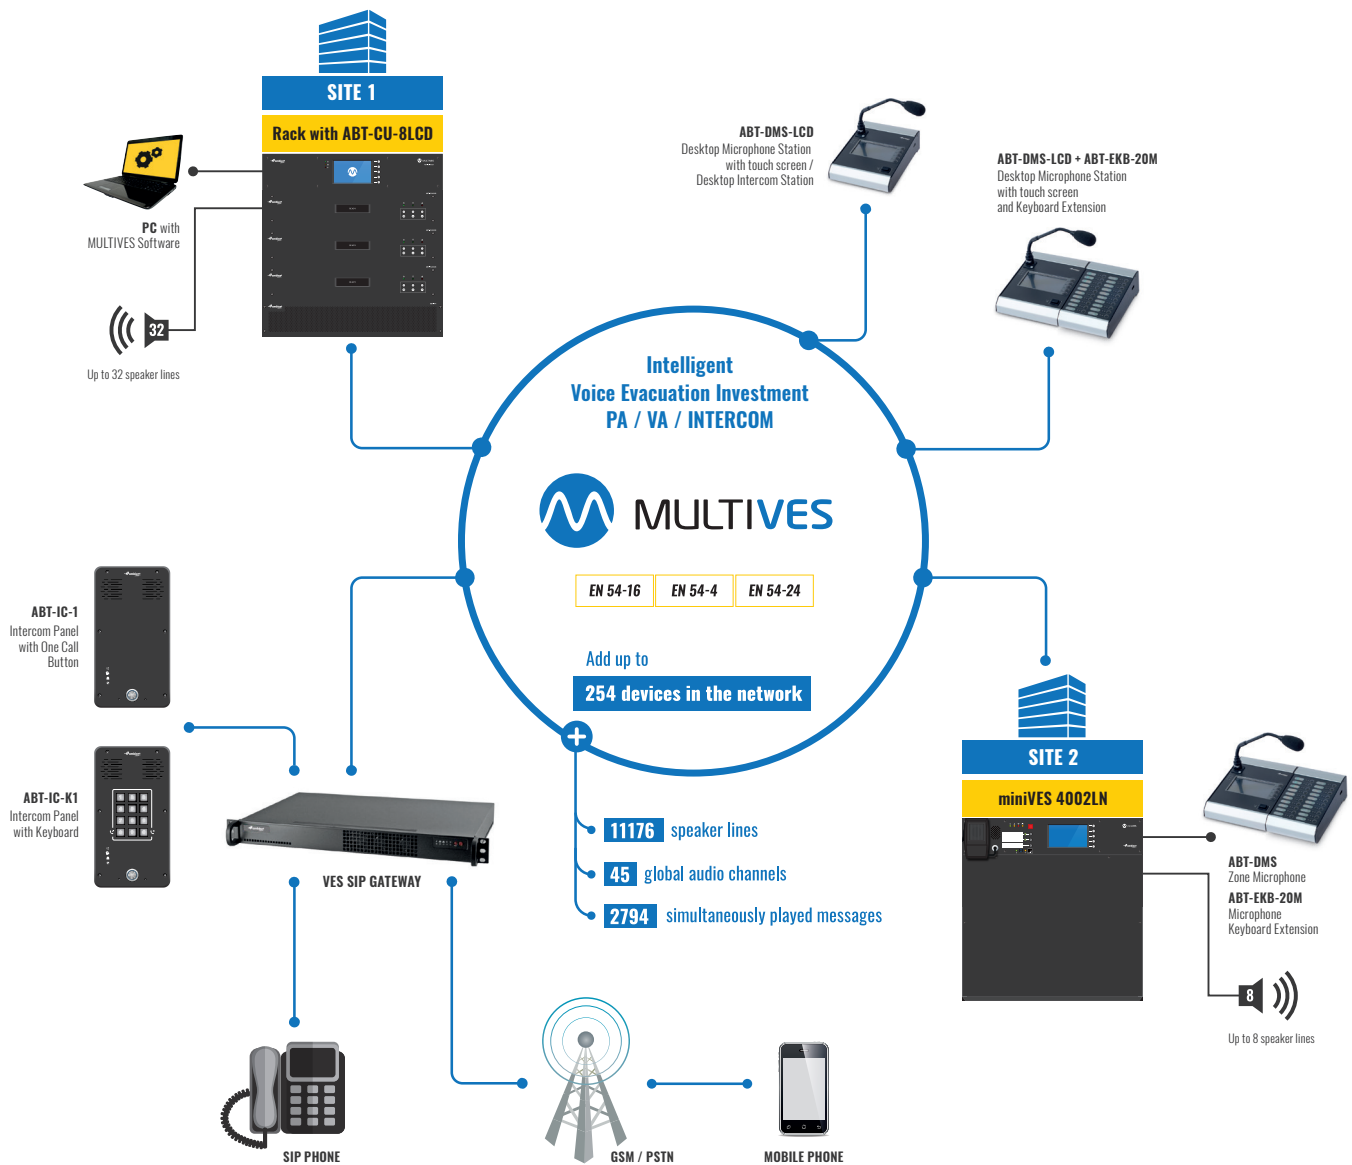 SITE 1
Rack with ABT-CU-8LCD
PC with
MULTIVES Software
32
Up to 32 speaker lines
ABT-DMS-LCD
Desktop Microphone Station
with touch screen /
Desktop Intercom Station
ABT-DMS-LCD + ABT-EKB-20M
Desktop Microphone Station
with touch screen
and Keyboard Extension
Intelligent
Voice Evacuation Investment
PA / VA / INTERCOM
MULTIVES
EN 54-16
EN 54-4
EN 54-24
Add up to
254 devices in the network
11176 speaker lines
45 global audio channels
2794 simultaneously played messages
ABT-IC-1
Intercom Panel
with One Call
Button
ABT-IC-K1
Intercom Panel
with Keyboard
VES SIP GATEWAY
SITE 2
miniVES 4002LN
ABT-DMS
Zone Microphone
ABT-EKB-20M
Microphone
Keyboard Extension
8
Up to 8 speaker lines
SIP PHONE
GSM / PSTN
MOBILE PHONE